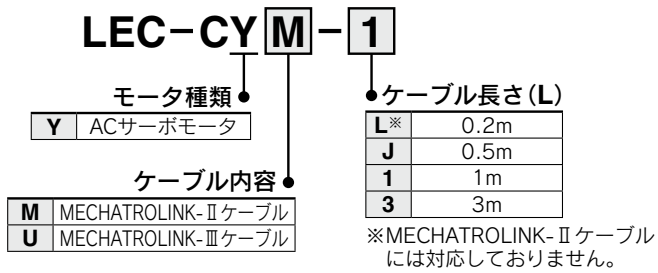 LEC-CYM-1
モータ種類
Y ACサーボモータ
ケーブル内容
M MECHATROLINK-Ⅱケーブル
U MECHATROLINK-Ⅲケーブル
ケーブル長さ(L)
L※ 0.2m
J 0.5m
1 1m
3 3m
※MECHATROLINK-Ⅱケーブル
には対応しておりません。